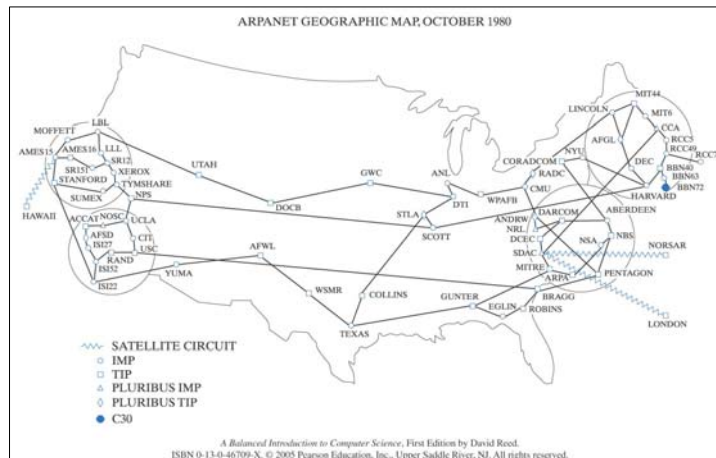 ARPANET GEOGRAPHIC MAP, OCTOBER 1980
MIT44
LINCOLN
MIT6
CCA
RCC5
RCC49
AFGL
NYU
DEC
BBN40
BBN63
BBN72
HARVARD
CORADCOM
RADC
CMU
ANL
WPAFB
DTI
GWC
STLA
SCOTT
DOCB
UTAH
LBL
MOFFETT
AMES15
AMES16
LLL
SR12
SR151
XEROX
STANFORD
TYMSHARE
SUMEX
NPS
HAWAII
ACCAT
NOSC
UCLA
AFSD
CIT
ISI27
USC
RAND
ISI52
ISI22
YUMA
AFWL
WSMR
TEXAS
COLLINS
GUNTER
EGLIN
ROBINS
BRAGG
ANDRW
DARCOM
ABERDEEN
NRL
DCEC
NSA
NBS
SDAC
NORSAR
MITRE
ARPA
PENTAGON
LONDON
SATELLITE CIRCUIT
IMP
TIP
PLURIBUS IMP
PLURIBUS TIP
C30
A Balanced Introduction to Computer Science, First Edition by David Reed.
ISBN 0-13-0-46709-X. © 2005 Pearson Education, Inc., Upper Saddle River, NJ. All rights reserved.